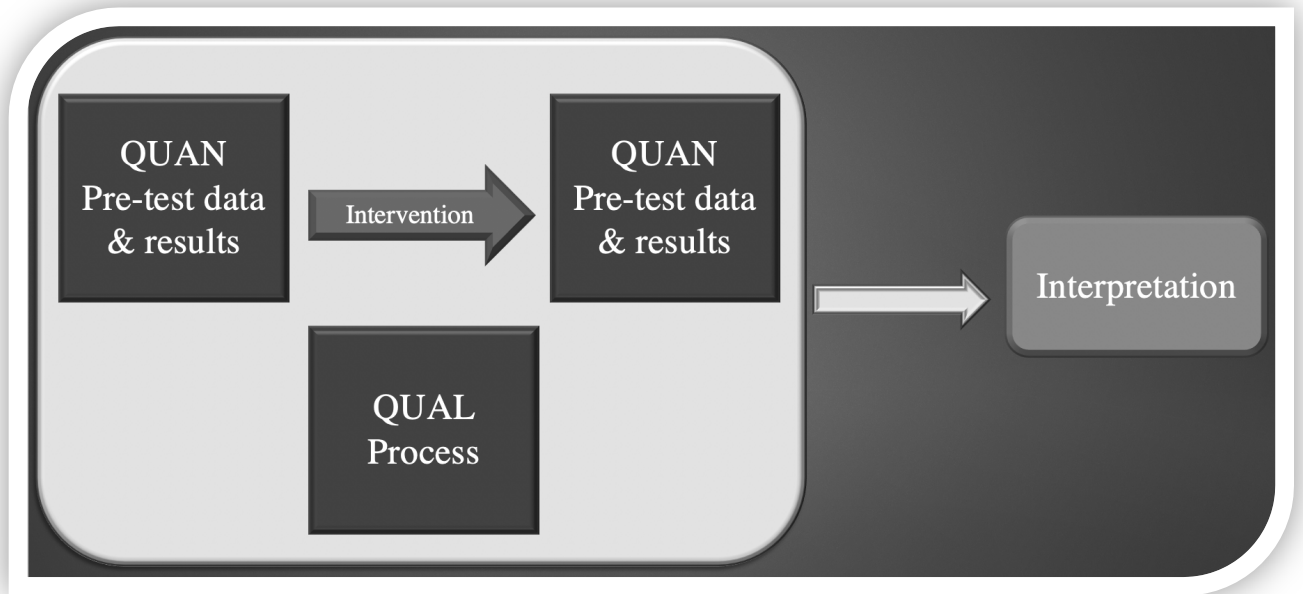 QUAN
Pre-test data
& results
Intervention
QUAN
Pre-test data
& results
QUAL
Process
Interpretation